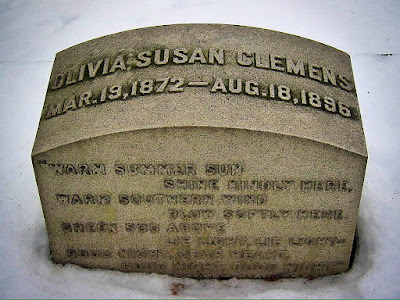 OLIVIA SUSAN CLEMENS
MAR. 19, 1872 — AUG. 18, 1896
"WARM SUMMER SUN
SHINE KINDLY HERE,
WARM SOUTHERN WIND
BLOW SOFTLY HERE.
GREEN SOD ABOVE
LIE LIGHT, LIE LIGHT—
GOOD NIGHT, DEAR HEART,